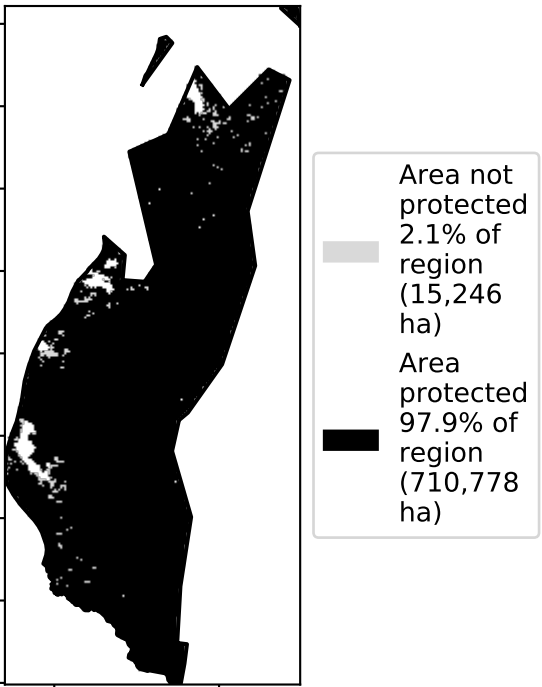 Area not
protected
2.1% of
region
(15,246
ha)
Area
protected
97.9% of
region
(710,778
ha)